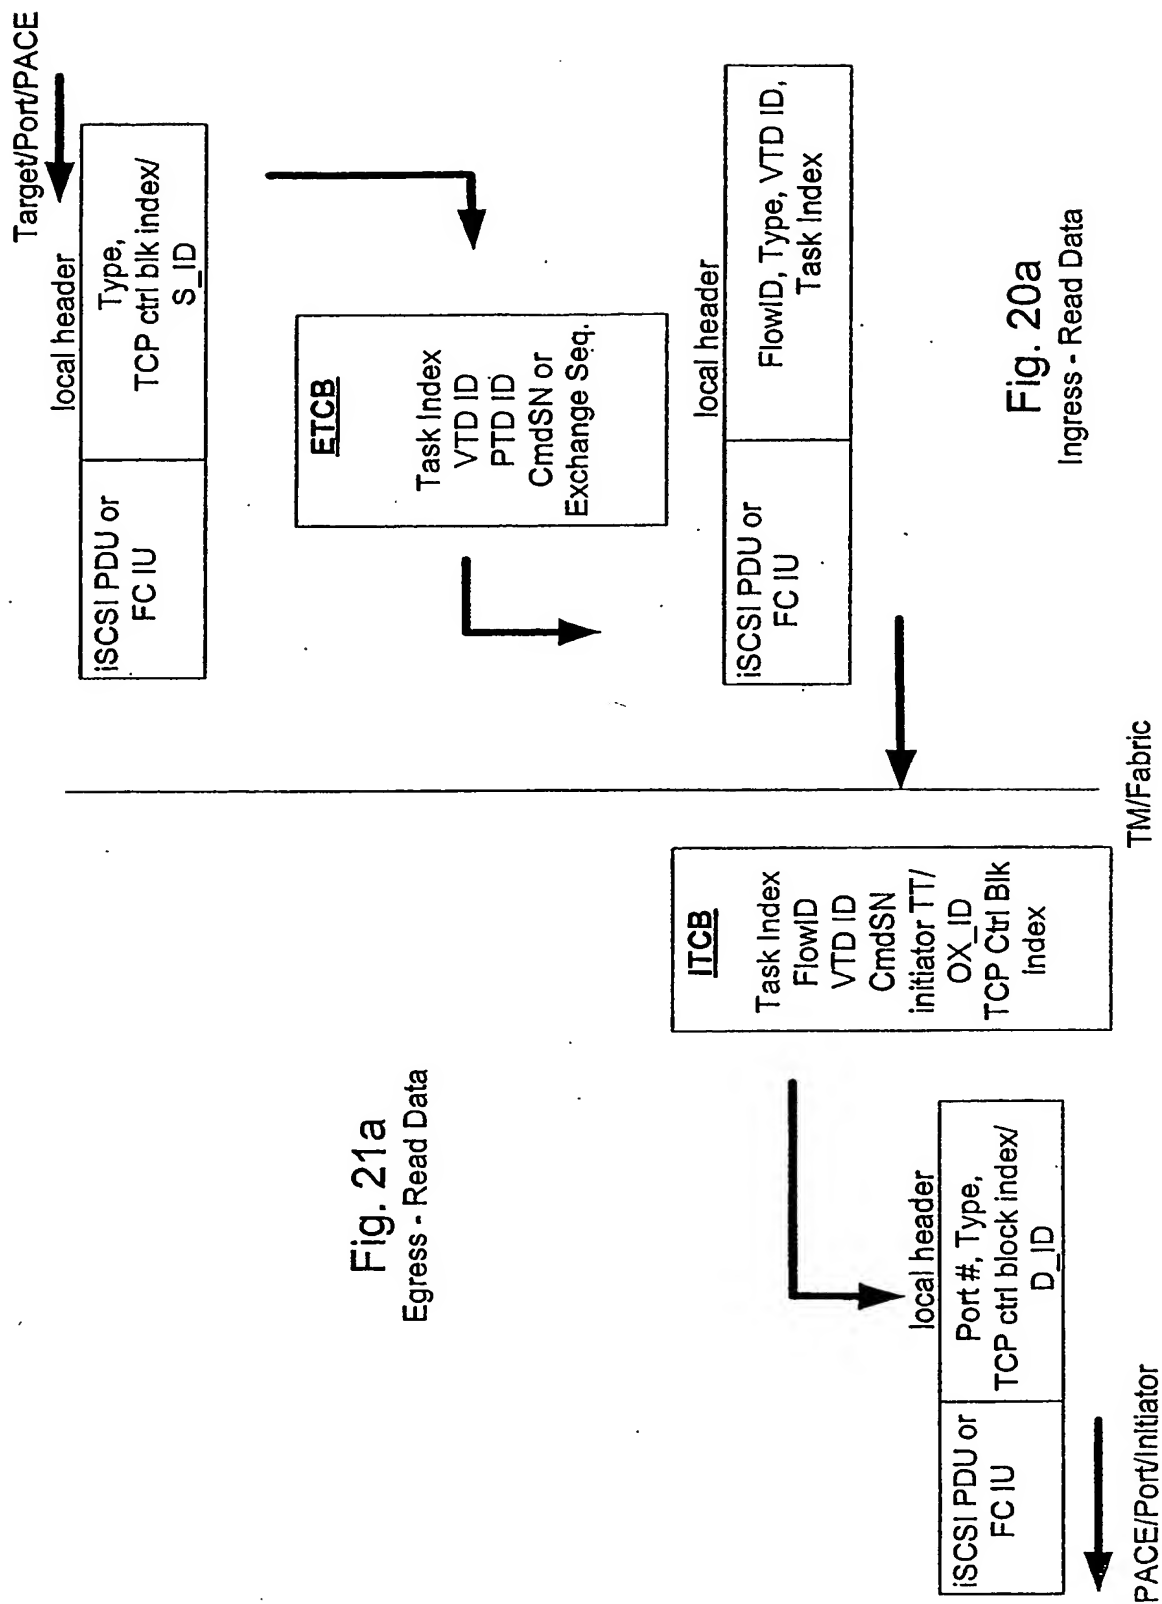 Target/Port/PACE
local header
iSCSI PDU or
FC IU
Type,
TCP ctrl blk index/
S_ID
ETCB
Task Index
VTD ID
PTD ID
CmdSN or
Exchange Seq.
local header
iSCSI PDU or
FC IU
FlowID, Type, VTD ID,
Task Index
Fig. 20a
Ingress - Read Data
TM/Fabric
ITCB
Task Index
FlowID
VTD ID
CmdSN
initiator TT/
OX_ID
TCP Ctrl Blk
Index
Fig. 21a
Egress - Read Data
local header
iSCSI PDU or
FC IU
Port #, Type,
TCP ctrl block index/
D_ID
PACE/Port/Initiator